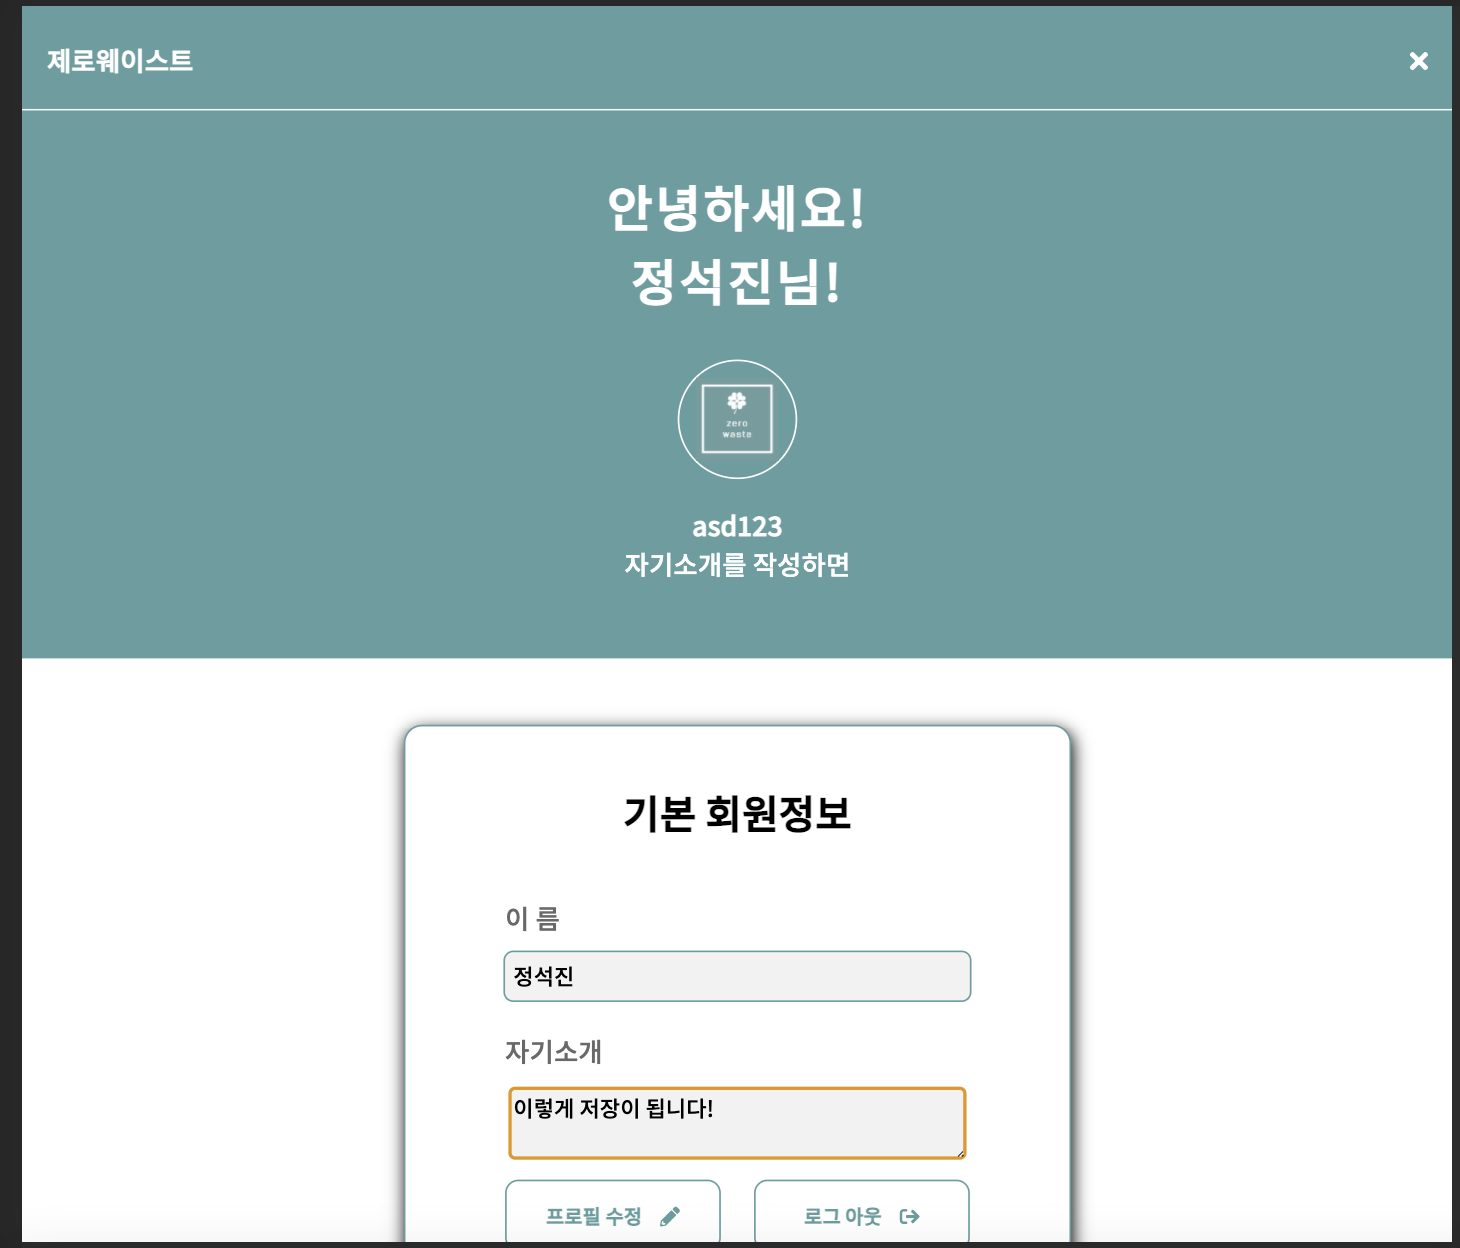 제로웨이스트
안녕하세요!
정석진님!
zero
waste
asd123
자기소개를 작성하면
기본 회원정보
이 름
정석진
자기소개
이렇게 저장이 됩니다!
프로필 수정
로그 아웃